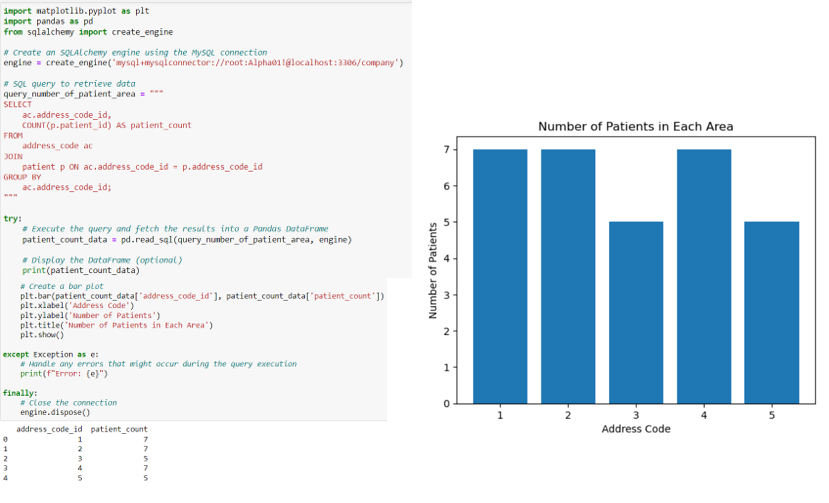 import matplotlib.pyplot as plt
import pandas as pd
from sqlalchemy import create_engine
# Create an SQLAlchemy engine using the MySQL connection
engine = create_engine('mysql+mysqlconnector://root:Alpha01!@localhost:3306/company')
# SQL query to retrieve data
query_number_of_patient_area = """
SELECT
    ac.address_code_id,
    COUNT(p.patient_id) AS patient_count
FROM
    address_code ac
JOIN
    patient p ON ac.address_code_id = p.address_code_id
GROUP BY
    ac.address_code_id;
"""
try:
    # Execute the query and fetch the results into a Pandas DataFrame
    patient_count_data = pd.read_sql(query_number_of_patient_area, engine)
    # Display the DataFrame (optional)
    print(patient_count_data)
    # Create a bar plot
    plt.bar(patient_count_data['address_code_id'], patient_count_data['patient_count'])
    plt.xlabel('Address Code')
    plt.ylabel('Number of Patients')
    plt.title('Number of Patients in Each Area')
    plt.show()
except Exception as e:
    # Handle any errors that might occur during the query execution
    print(f"Error: {e}")
finally:
    # Close the connection
    engine.dispose()
address_code_id patient_count
0 1 7
1 2 7
2 3 5
3 4 7
4 5 5
Number of Patients in Each Area
Number of Patients
7
6
5
4
3
2
1
0
1 2 3 4 5
Address Code